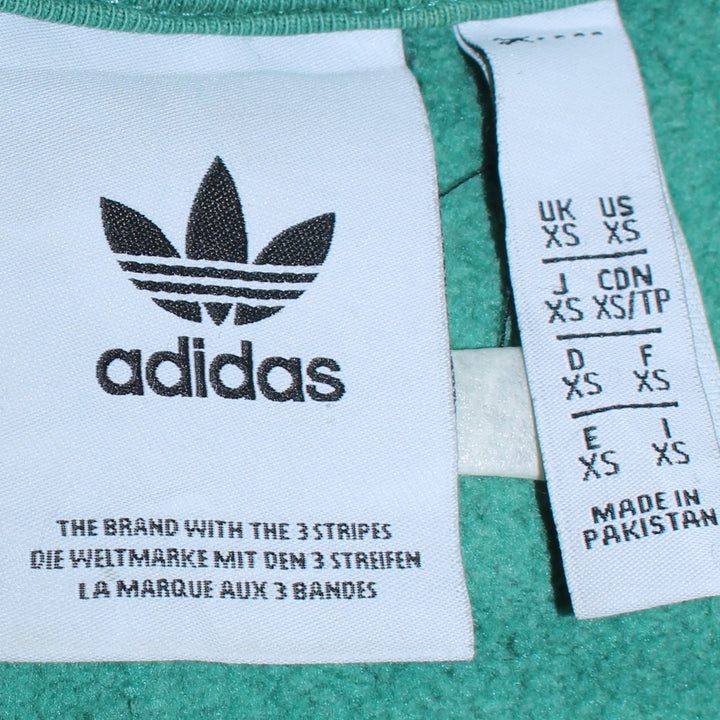 adidas
THE BRAND WITH THE 3 STRIPES
DIE WELTMARKE MIT DEN 3 STREIFEN
LA MARQUE AUX 3 BANDES
UK US
XS XS
J CDN
XS XS/TP
D F
XS XS
E I
XS XS
MADE IN
PAKISTAN